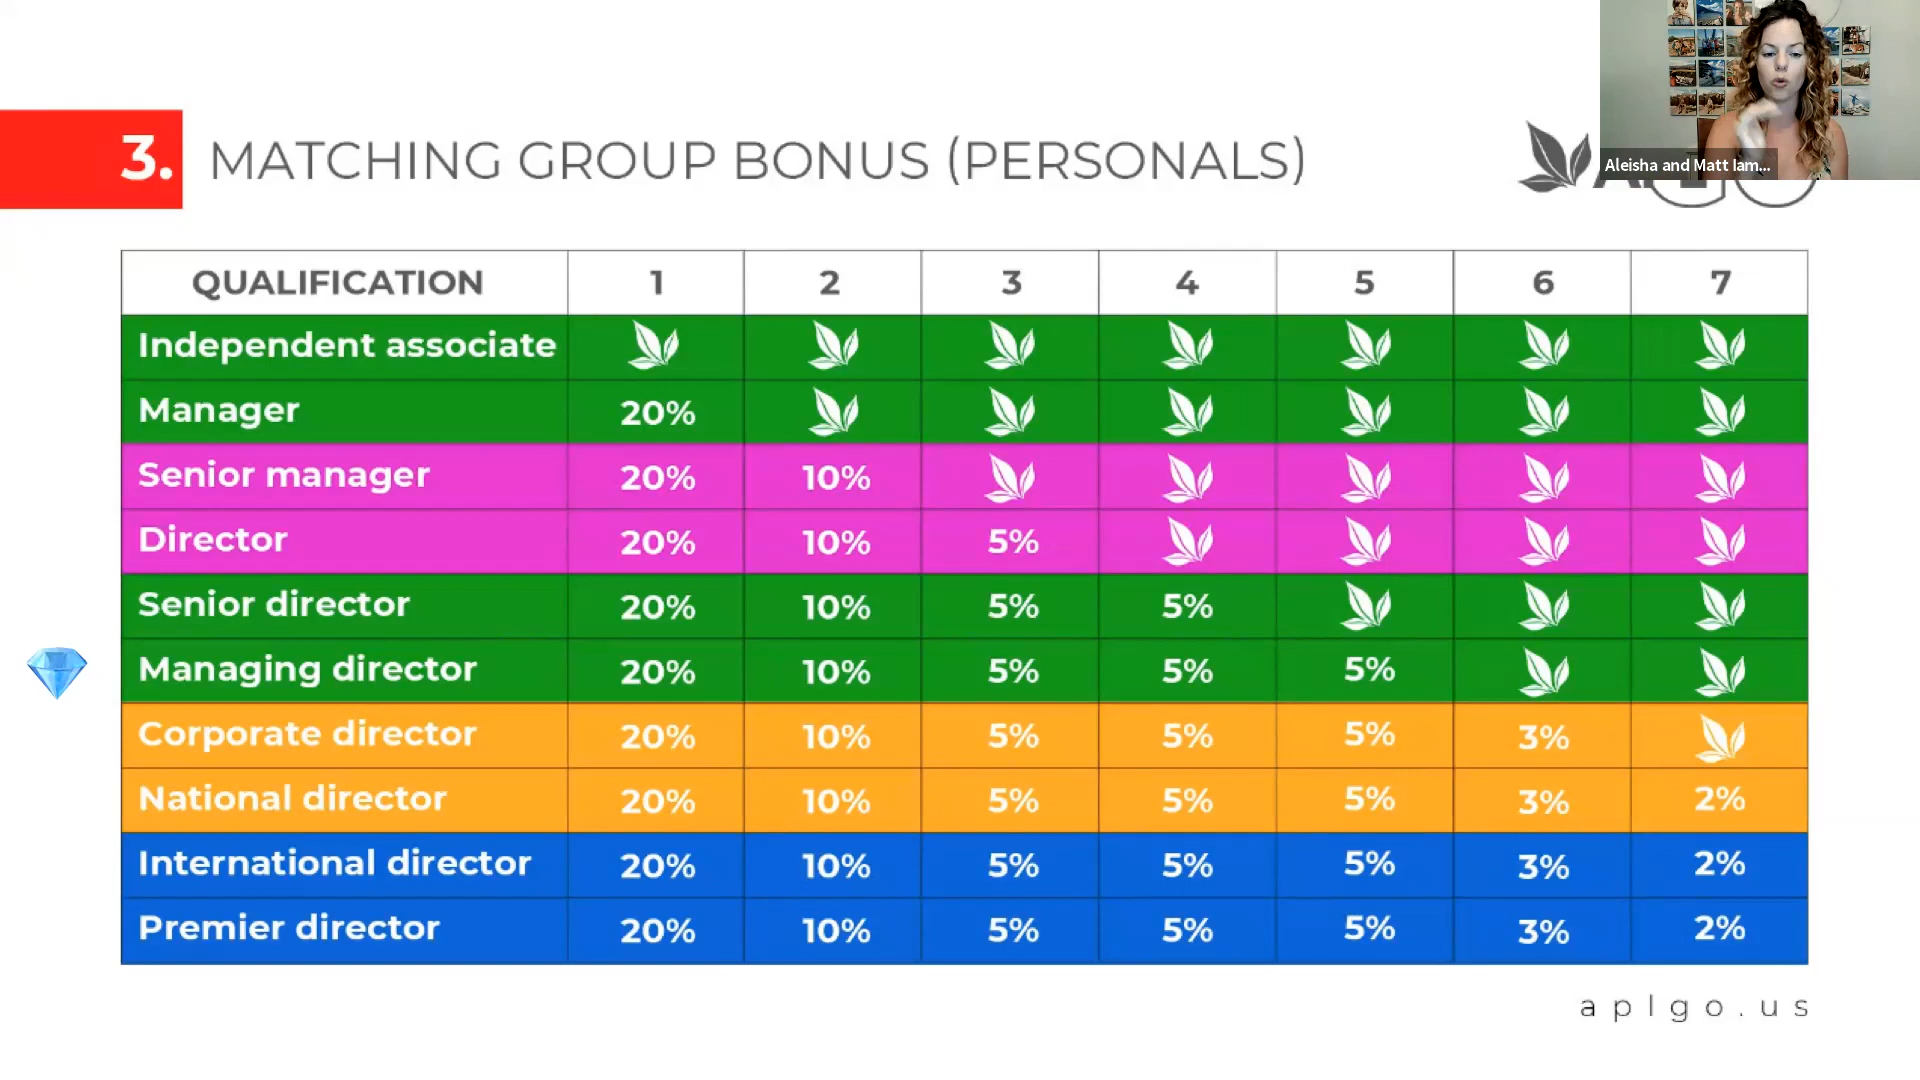 3. MATCHING GROUP BONUS (PERSONALS)
Aleisha and Matt Iam...
QUALIFICATION 1 2 3 4 5 6 7
Independent associate
Manager 20%
Senior manager 20% 10%
Director 20% 10% 5%
Senior director 20% 10% 5% 5%
Managing director 20% 10% 5% 5% 5%
Corporate director 20% 10% 5% 5% 5% 3%
National director 20% 10% 5% 5% 5% 3% 2%
International director 20% 10% 5% 5% 5% 3% 2%
Premier director 20% 10% 5% 5% 5% 3% 2%
aplgo.us